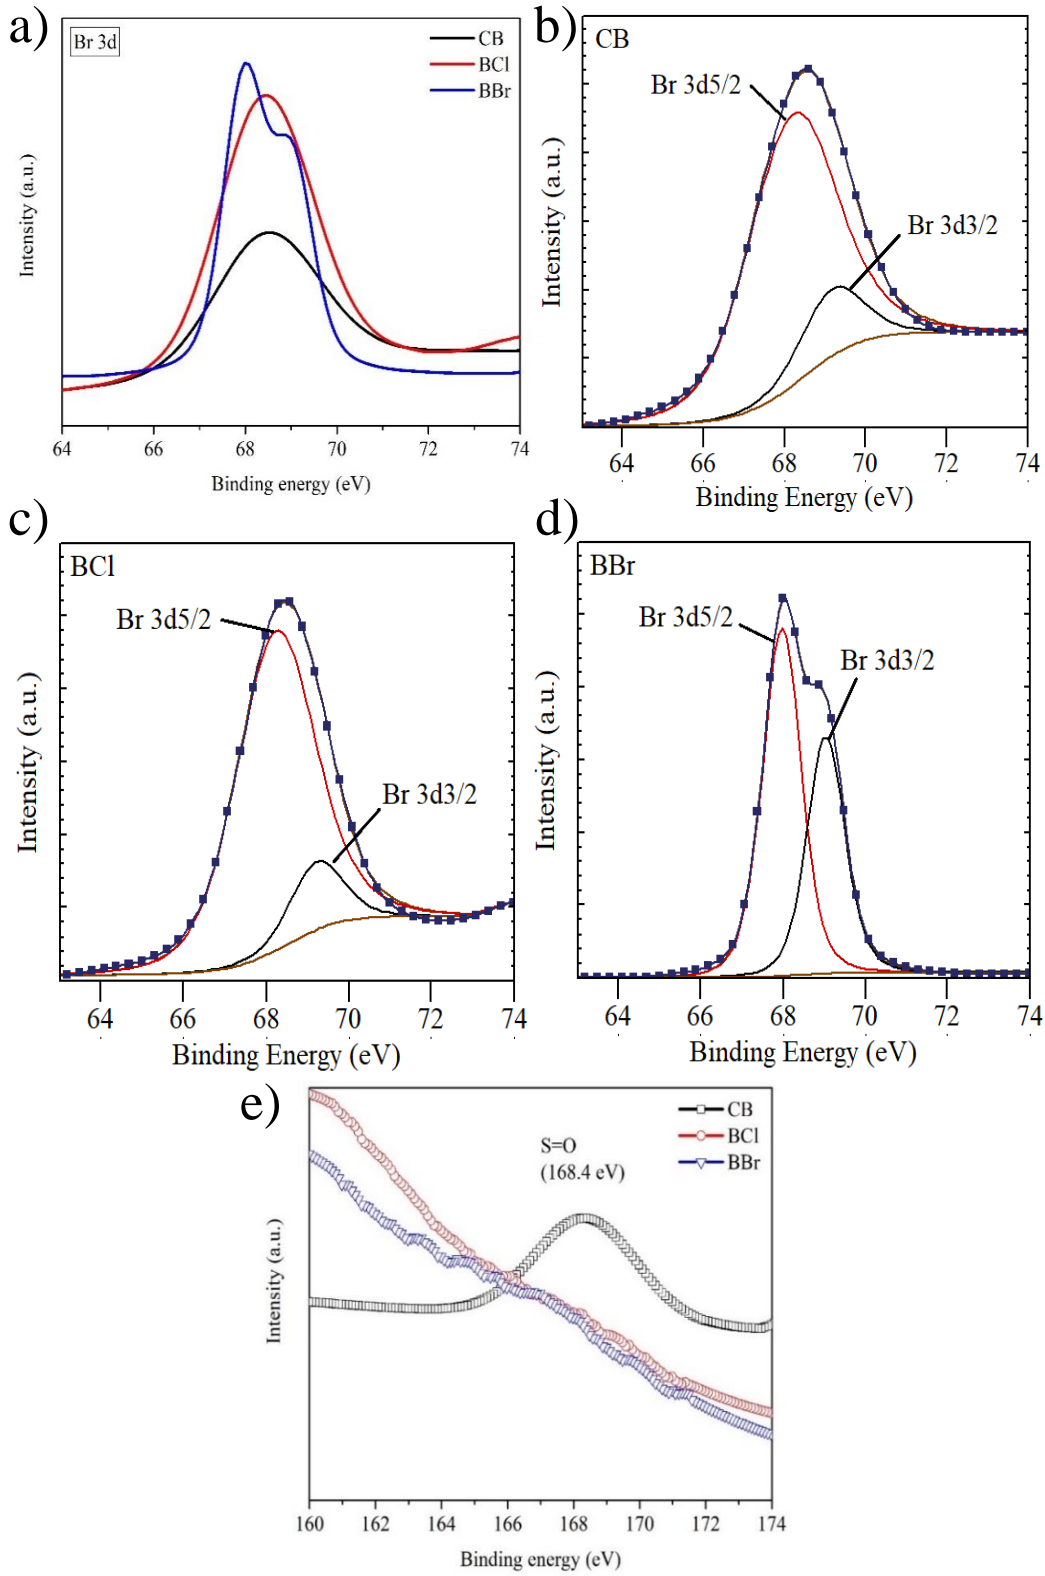 a)
Br 3d
CB
BCl
BBr
Intensity (a.u.)
64 66 68 70 72 74
Binding energy (eV)
b)
CB
Br 3d5/2
Br 3d3/2
Intensity (a.u.)
64 66 68 70 72 74
Binding Energy (eV)
c)
BCl
Br 3d5/2
Br 3d3/2
Intensity (a.u.)
64 66 68 70 72 74
Binding Energy (eV)
d)
BBr
Br 3d5/2
Br 3d3/2
Intensity (a.u.)
64 66 68 70 72 74
Binding Energy (eV)
e)
CB
BCl
BBr
S=O
(168.4 eV)
Intensity (a.u.)
160 162 164 166 168 170 172 174
Binding energy (eV)